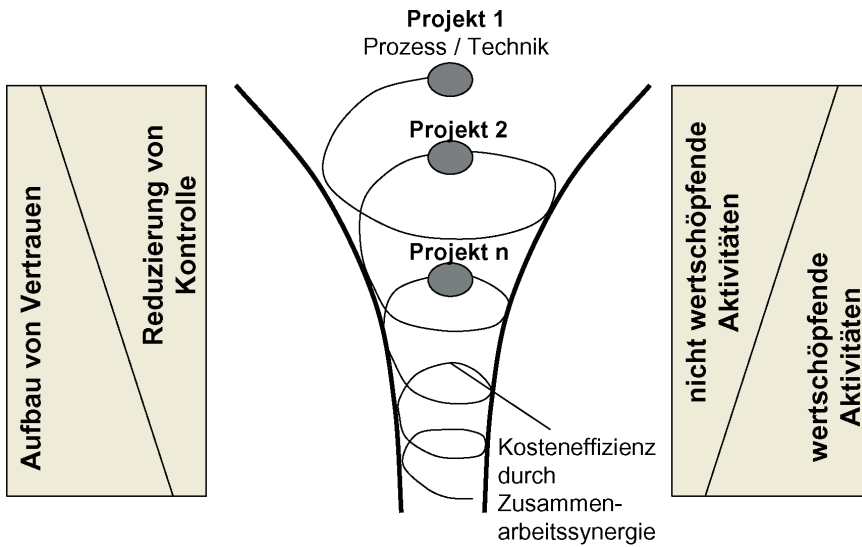 Projekt 1
Prozess / Technik
Projekt 2
Projekt n
Aufbau von Vertrauen
Reduzierung von
Kontrolle
nicht wertschöpfende
Aktivitäten
wertschöpfende
Aktivitäten
Kosteneffizienz
durch
Zusammen-
arbeitssynergie